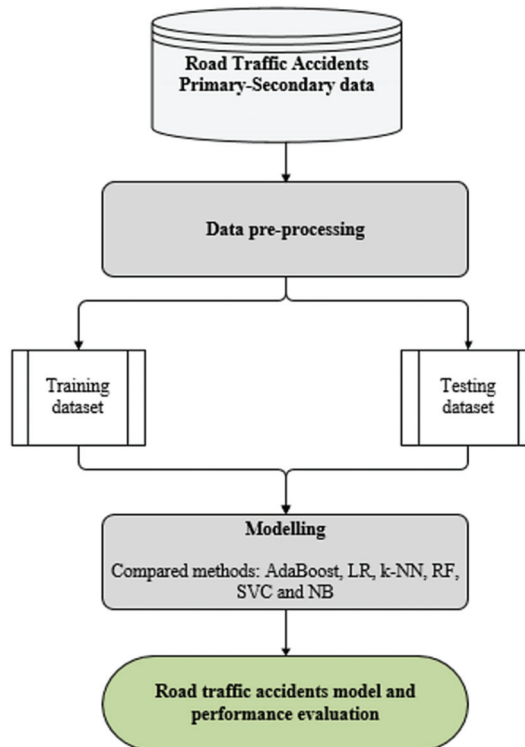 Road Traffic Accidents
Primary-Secondary data
Data pre-processing
Training
dataset
Testing
dataset
Modelling
Compared methods: AdaBoost, LR, k-NN, RF,
SVC and NB
Road traffic accidents model and
performance evaluation